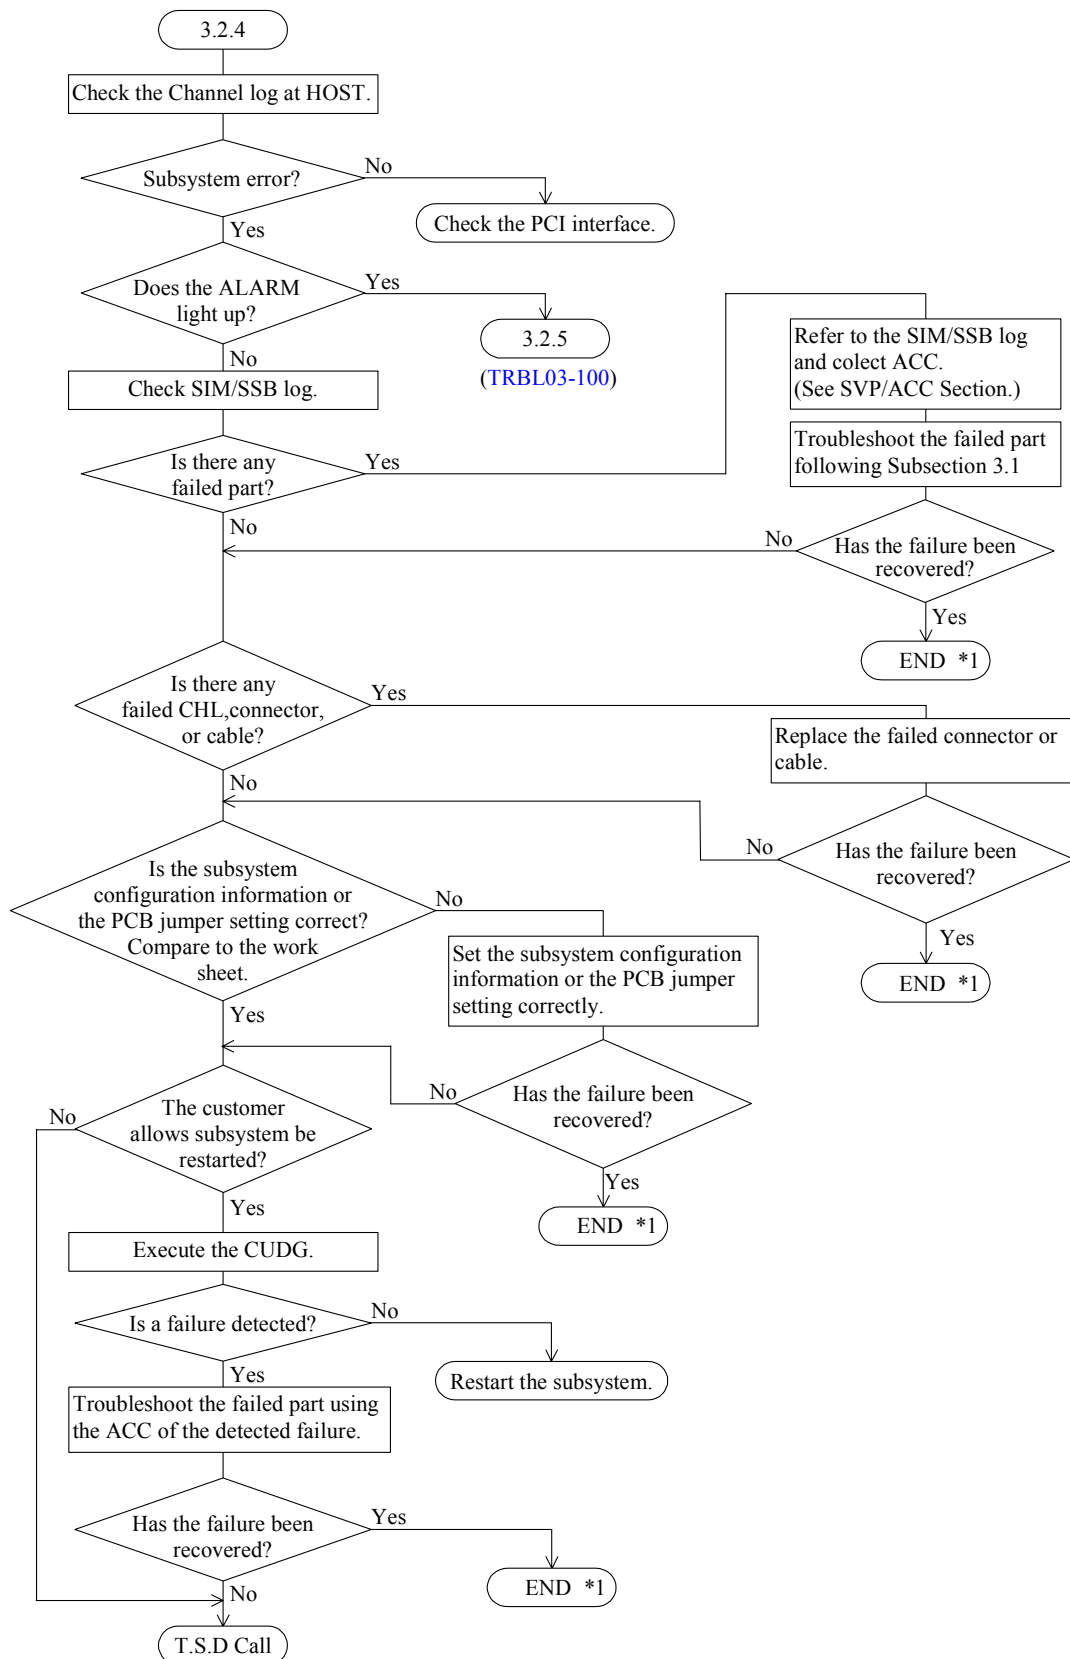 3.2.4
Check the Channel log at HOST.
Subsystem error?
No
Check the PCI interface.
Yes
Does the ALARM
light up?
Yes
3.2.5
(TRBL03-100)
No
Check SIM/SSB log.
Is there any
failed part?
Yes
Refer to the SIM/SSB log
and colect ACC.
(See SVP/ACC Section.)
Troubleshoot the failed part
following Subsection 3.1
Has the failure been
recovered?
No
Yes
END *1
No
Is there any
failed CHL,connector,
or cable?
Yes
Replace the failed connector or
cable.
Has the failure been
recovered?
No
Yes
END *1
No
Is the subsystem
configuration information or
the PCB jumper setting correct?
Compare to the work
sheet.
No
Set the subsystem configuration
information or the PCB jumper
setting correctly.
Has the failure been
recovered?
No
Yes
END *1
Yes
The customer
allows subsystem be
restarted?
No
Yes
Execute the CUDG.
Is a failure detected?
No
Restart the subsystem.
Yes
Troubleshoot the failed part using
the ACC of the detected failure.
Has the failure been
recovered?
Yes
END *1
No
T.S.D Call